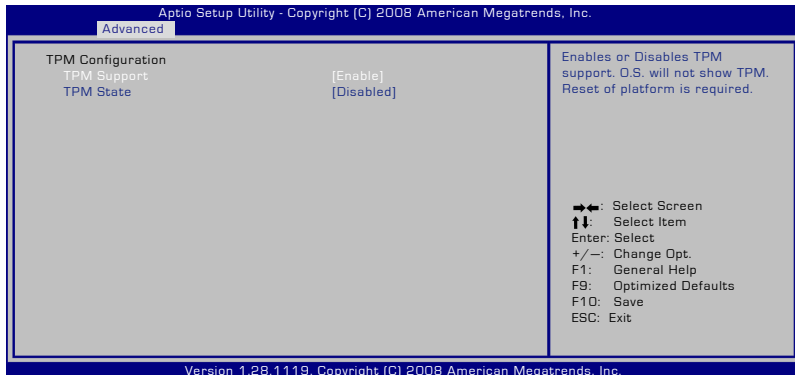 Aptio Setup Utility - Copyright (C) 2008 American Megatrends, Inc.
Advanced
TPM Configuration
TPM Support [Enable]
TPM State [Disabled]
Enables or Disables TPM
support. O.S. will not show TPM.
Reset of platform is required.
→←: Select Screen
↑↓: Select Item
Enter: Select
+/—: Change Opt.
F1: General Help
F9: Optimized Defaults
F10: Save
ESC: Exit
Version 1.28.1119. Copyright (C) 2008 American Megatrends, Inc.